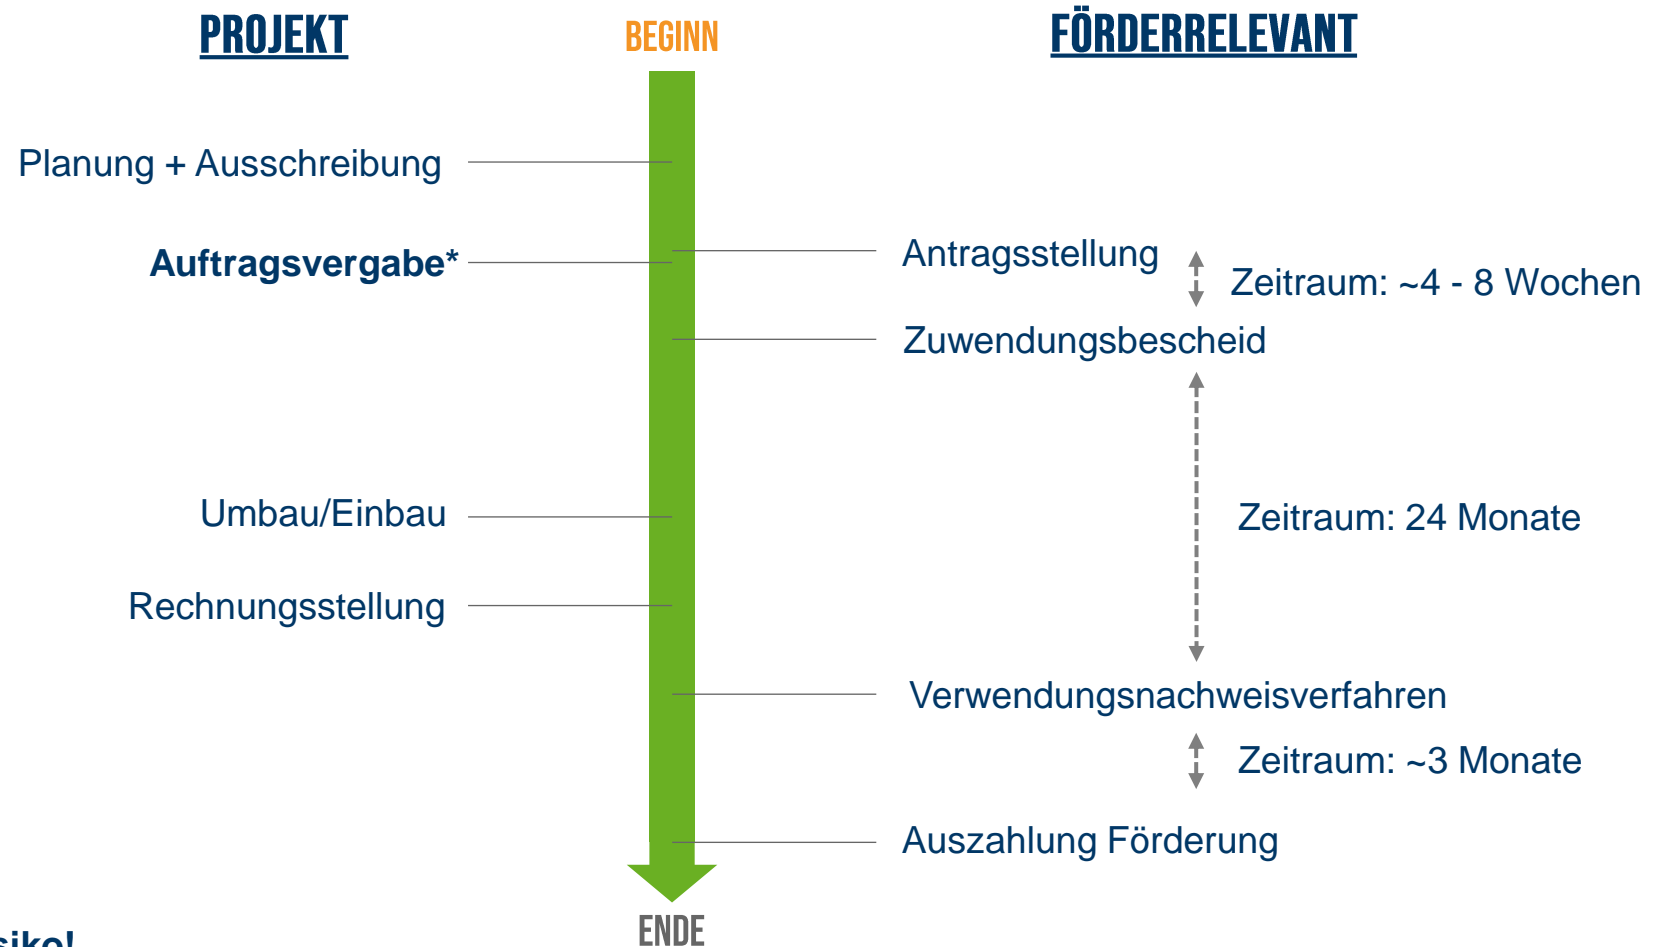 PROJEKT
BEGINN
FÖRDERRELEVANT
Planung + Ausschreibung
Antragsstellung
Auftragsvergabe*
Zeitraum: ~4 - 8 Wochen
Zuwendungsbescheid
Umbau/Einbau
Zeitraum: 24 Monate
Rechnungsstellung
Verwendungsnachweisverfahren
Zeitraum: ~3 Monate
Auszahlung Förderung
ENDE